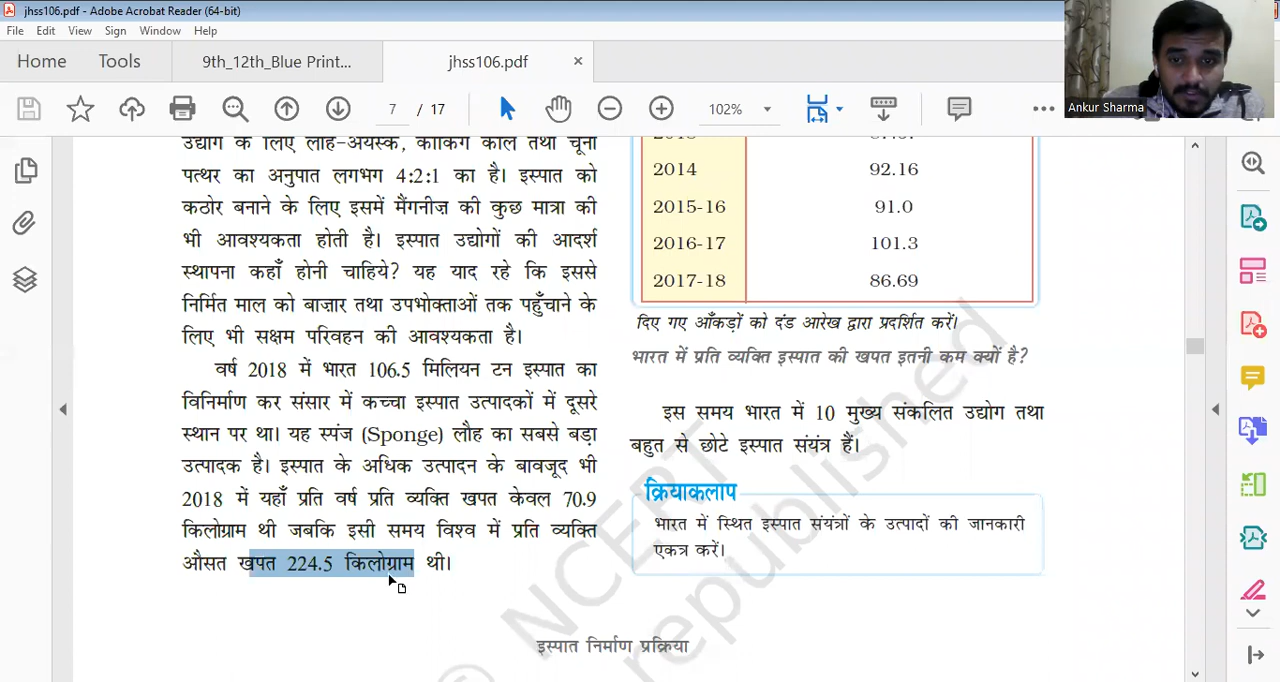 jhss106.pdf - Adobe Acrobat Reader (64-bit)
File Edit View Sign Window Help
Home Tools 9th_12th_Blue Print... jhss106.pdf ×
7 / 17 102%
Ankur Sharma
उद्योग के लिए लौह-अयस्क, कोकिंग कोल तथा चूना
पत्थर का अनुपात लगभग 4:2:1 का है। इस्पात को
कठोर बनाने के लिए इसमें मैंगनीज़ की कुछ मात्रा की
भी आवश्यकता होती है। इस्पात उद्योगों की आदर्श
स्थापना कहाँ होनी चाहिये? यह याद रहे कि इससे
निर्मित माल को बाज़ार तथा उपभोक्ताओं तक पहुँचाने के
लिए भी सक्षम परिवहन की आवश्यकता है।
वर्ष 2018 में भारत 106.5 मिलियन टन इस्पात का
विनिर्माण कर संसार में कच्चा इस्पात उत्पादकों में दूसरे
स्थान पर था। यह स्पंज (Sponge) लौह का सबसे बड़ा
उत्पादक है। इस्पात के अधिक उत्पादन के बावजूद भी
2018 में यहाँ प्रति वर्ष प्रति व्यक्ति खपत केवल 70.9
किलोग्राम थी जबकि इसी समय विश्व में प्रति व्यक्ति
औसत खपत 224.5 किलोग्राम थी।
2014 92.16
2015-16 91.0
2016-17 101.3
2017-18 86.69
दिए गए आँकड़ों को दंड आरेख द्वारा प्रदर्शित करें।
भारत में प्रति व्यक्ति इस्पात की खपत इतनी कम क्यों है?
इस समय भारत में 10 मुख्य संकलित उद्योग तथा
बहुत से छोटे इस्पात संयंत्र हैं।
क्रियाकलाप
भारत में स्थित इस्पात संयंत्रों के उत्पादों की जानकारी
एकत्र करें।
इस्पात निर्माण प्रक्रिया
© NCERT
republished